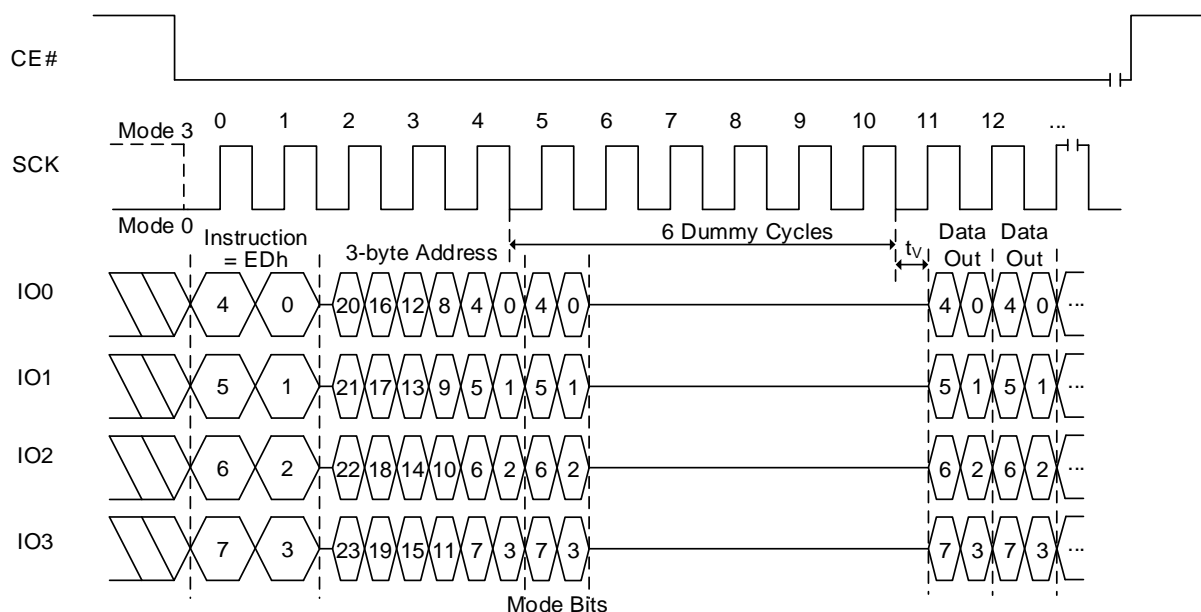 CE#
0 1 2 3 4 5 6 7 8 9 10 11 12 ...
Mode 3
SCK
Mode 0
Instruction
= EDh
3-byte Address
6 Dummy Cycles
tV
Data
Out
Data
Out
IO0 4 0 20 16 12 8 4 0 4 0 4 0 4 0 ...
IO1 5 1 21 17 13 9 5 1 5 1 5 1 5 1 ...
IO2 6 2 22 18 14 10 6 2 6 2 6 2 6 2 ...
IO3 7 3 23 19 15 11 7 3 7 3 7 3 7 3 ...
Mode Bits